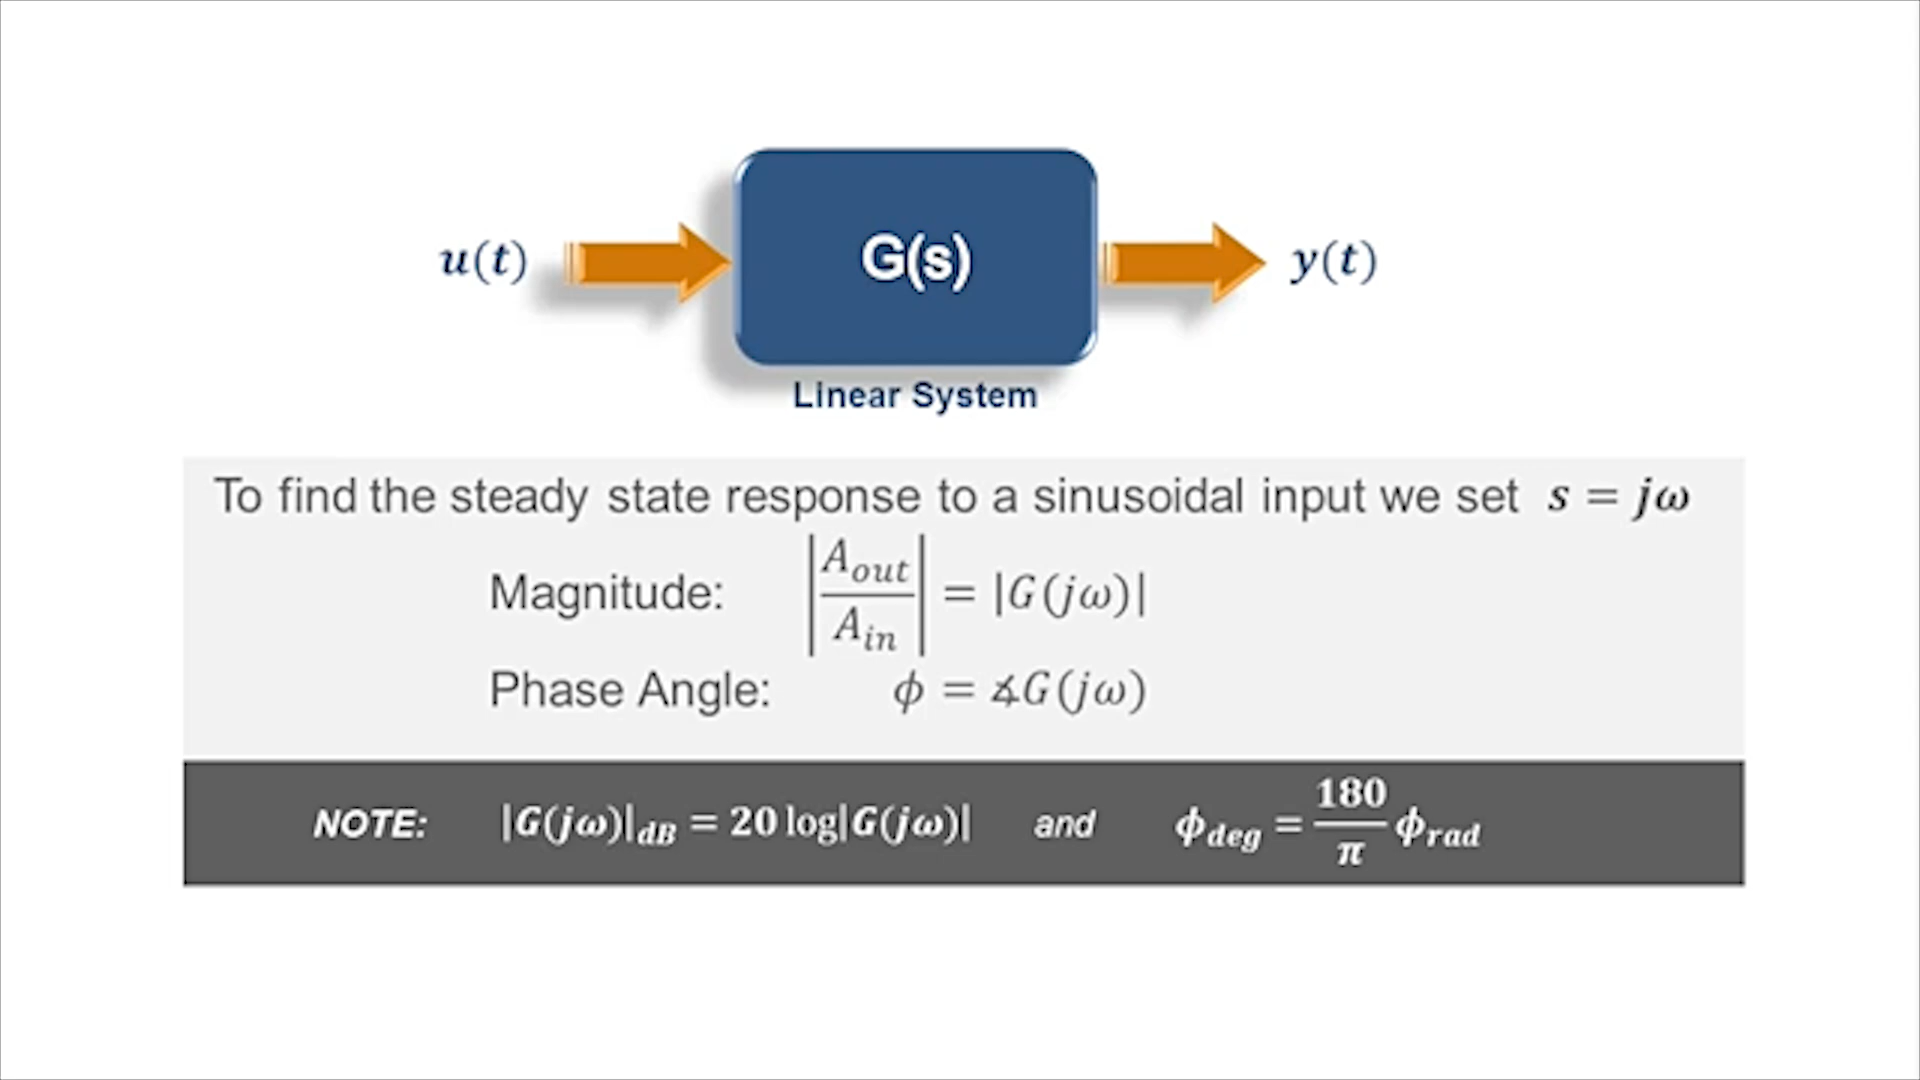 u(t) G(s) y(t)
Linear System
To find the steady state response to a sinusoidal input we set s = jω
Magnitude: |A_out / A_in| = |G(jω)|
Phase Angle: ϕ = ∡G(jω)
NOTE: |G(jω)|_dB = 20 log|G(jω)| and ϕ_deg = 180/π ϕ_rad